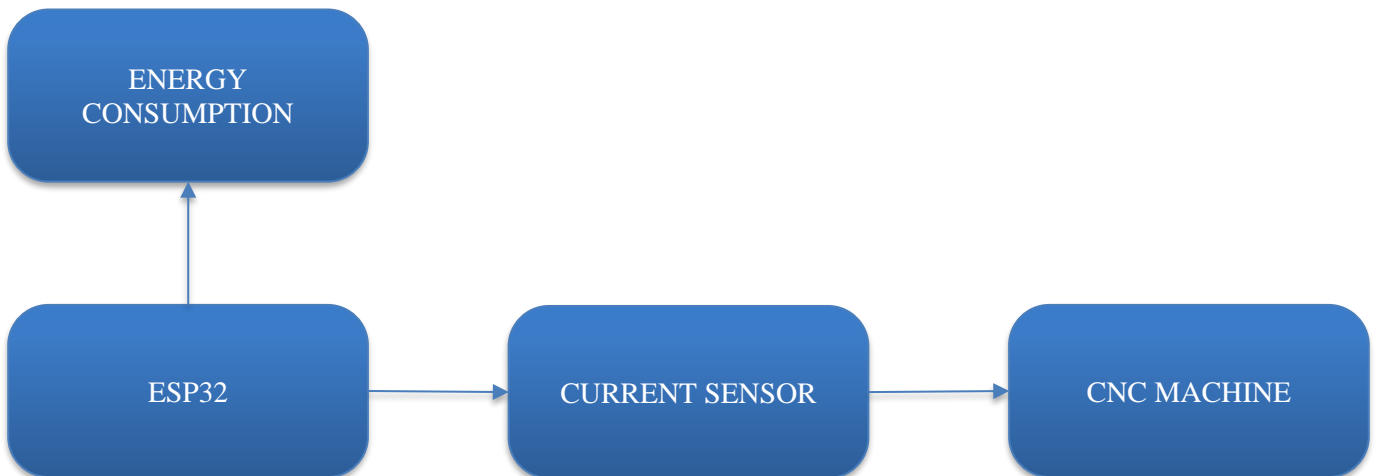 ENERGY
CONSUMPTION
ESP32
CURRENT SENSOR
CNC MACHINE